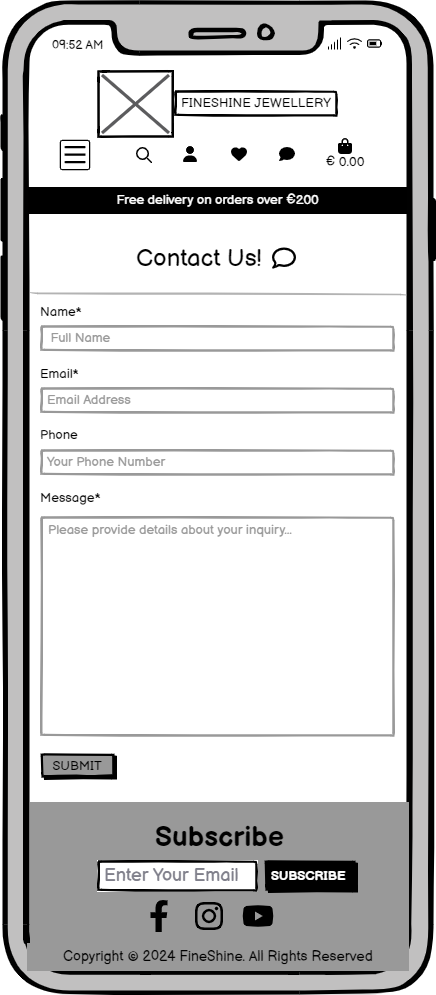 09:52 AM
FINESHINE JEWELLERY
€ 0.00
Free delivery on orders over €200
Contact Us!
Name*
Full Name
Email*
Email Address
Phone
Your Phone Number
Message*
Please provide details about your inquiry...
SUBMIT
Subscribe
Enter Your Email SUBSCRIBE
Copyright © 2024 FineShine. All Rights Reserved